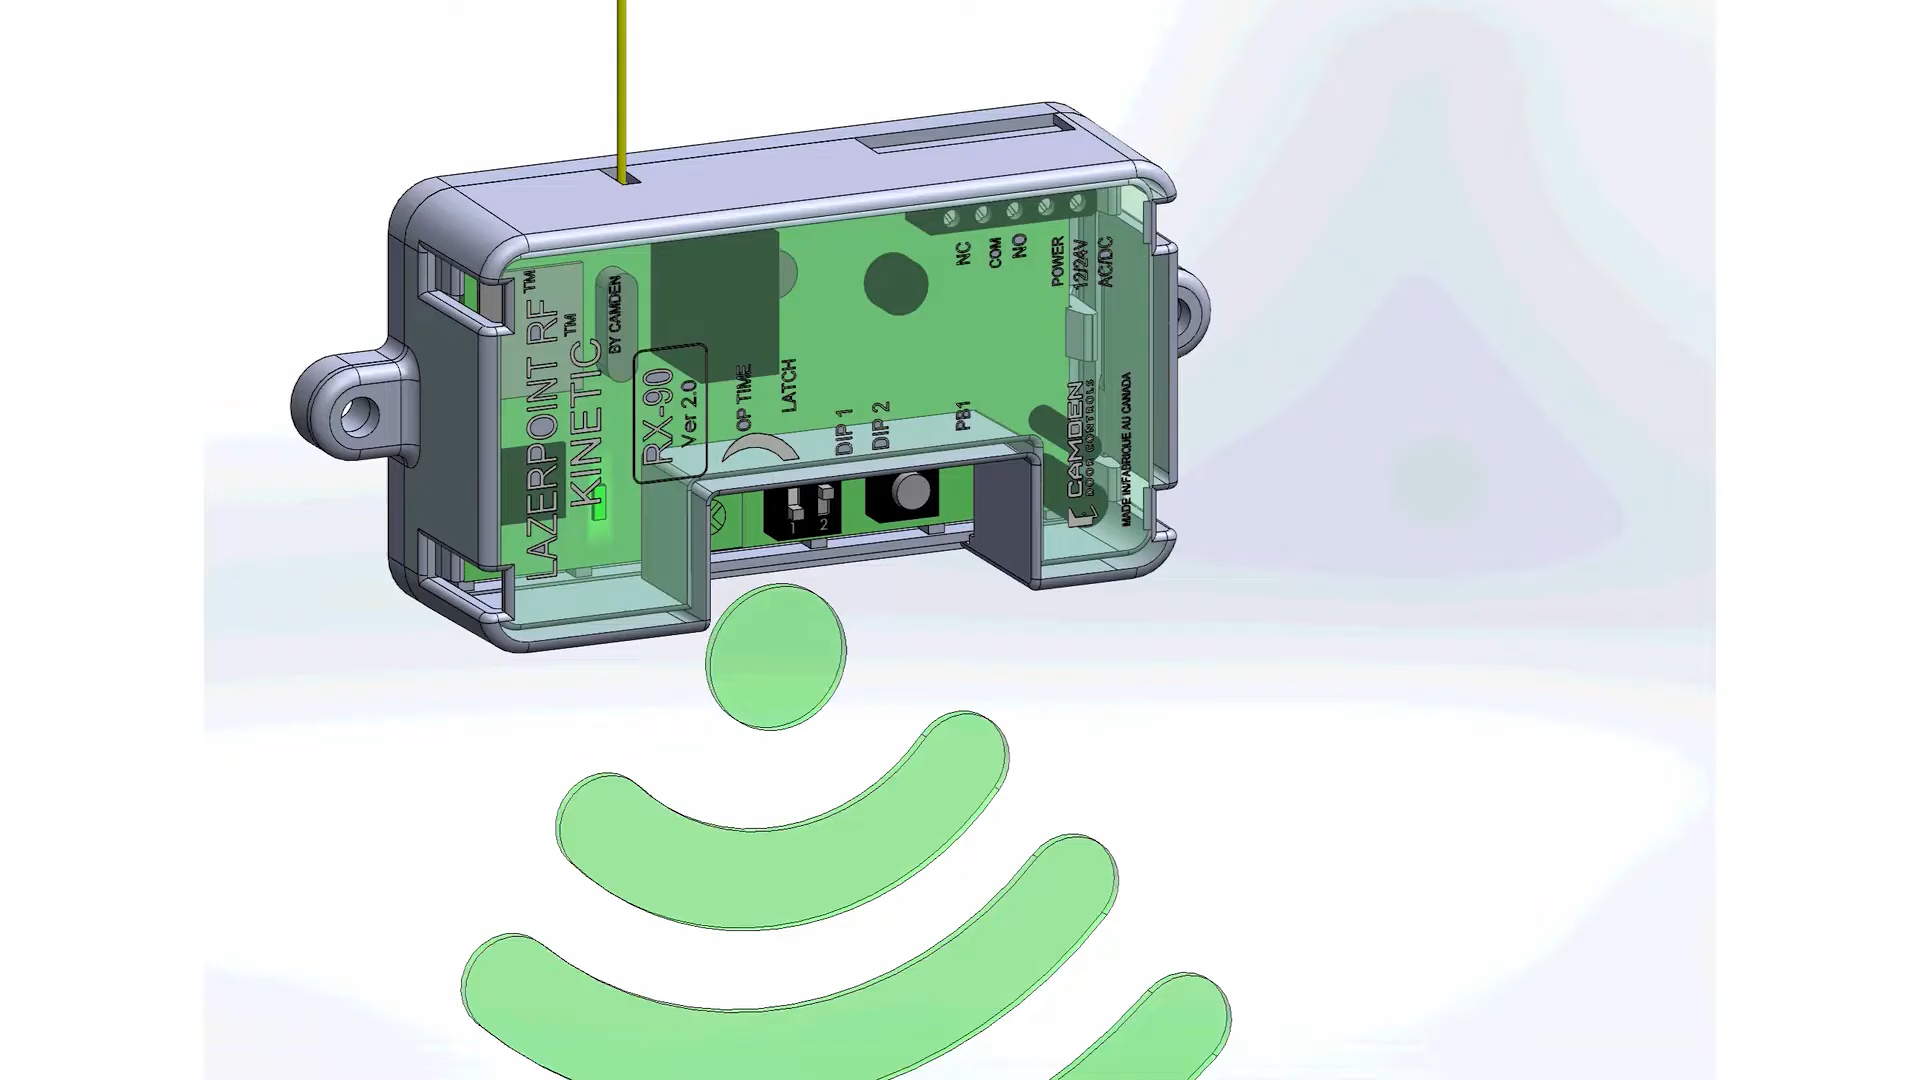 LAZERPOINT RF™
KINETIC™
BY CAMDEN
RX-90
Ver 2.0
OP TIME
LATCH
DIP 1
DIP 2
PB1
NC
COM
NO
POWER
12/24V
AC/DC
CAMDEN
DOOR CONTROLS
MADE IN/FABRIQUE AU CANADA
1 2